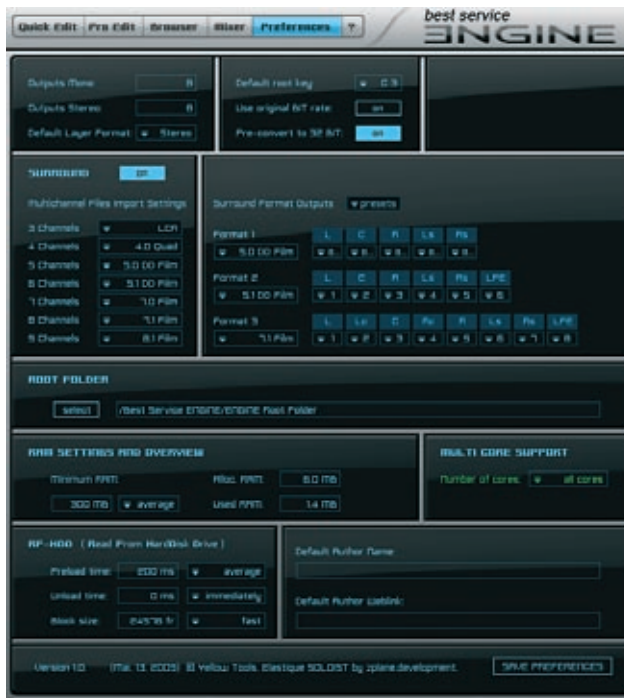 Quick Edit Pro Edit Browser Mixer Preferences ?
best service
ENGINE
Outputs Mono: 8
Outputs Stereo: 8
Default Layer Format: Stereo
Default root key C 3
Use original BIT rate: on
Pre-convert to 32 BIT: on
SURROUND on
Multichannel Files Import Settings
3 Channels LCR
4 Channels 4.0 Quad
5 Channels 5.0 DD Film
6 Channels 5.1 DD Film
7 Channels 7.0 Film
8 Channels 7.1 Film
9 Channels 8.1 Film
Surround Format Outputs presets
Format 1 L C R Ls Rs
5.0 DD Film 8... 8... 8... 8... 8...
Format 2 L C R Ls Rs LFE
5.1 DD Film 1 2 3 4 5 6
Format 3 L Lc C Rc R Ls Rs LFE
7.1 Film 1 2 3 4 5 6 7 8
ROOT FOLDER
select /Best Service ENGINE/ENGINE Root Folder
RAM SETTINGS AND OVERVIEW
Minimum RAM: Alloc. RAM: 6.0 MB
300 MB average Used RAM: 1.4 MB
MULTI CORE SUPPORT
Number of cores: all cores
RF-HDD (Read From HardDisk Drive)
Preload time: 200 ms average
Unload time: 0 ms immediately
Block size: 24576 fr fast
Default Author Name
Default Author Weblink:
Version 1.0 (Mai. 13. 2009) Yellow Tools. Elastique SOLOIST by zplane.development. SAVE PREFERENCES